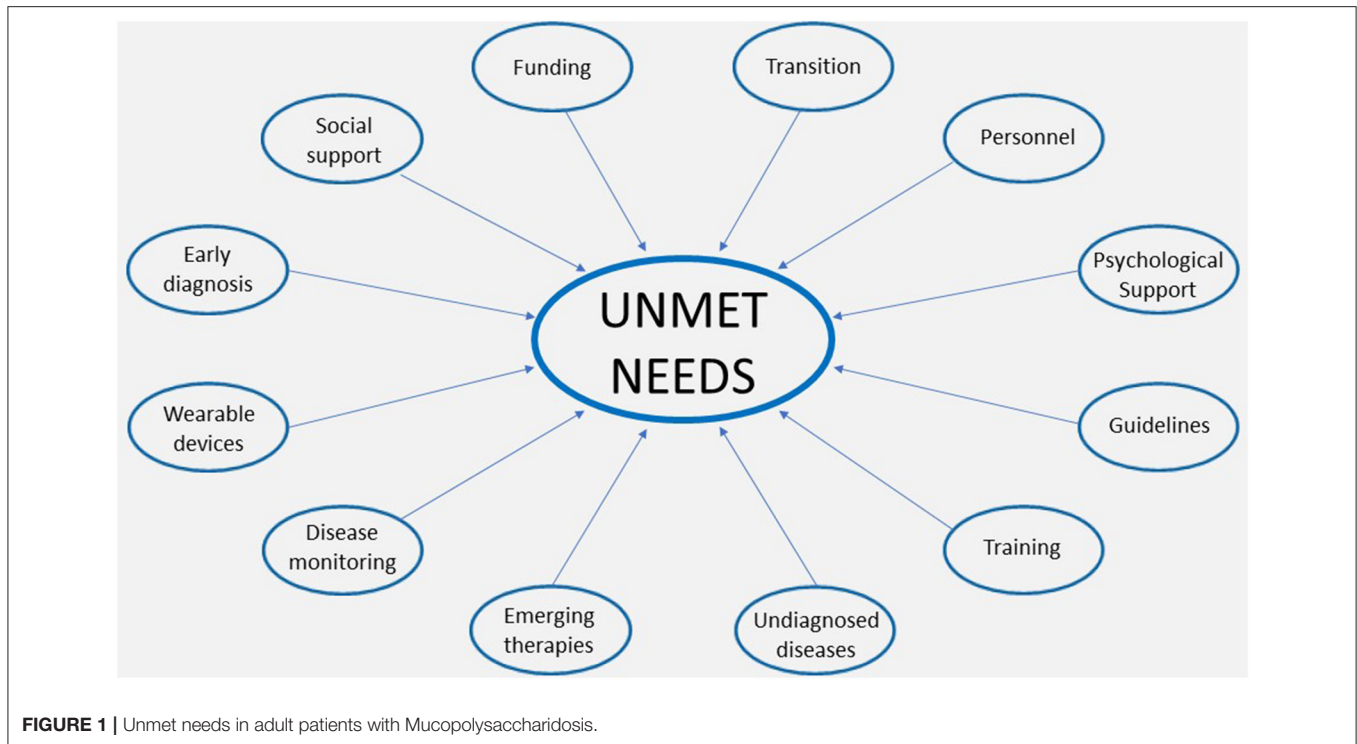 Funding
Transition
Social
support
Personnel
Early
diagnosis
Psychological
Support
UNMET
NEEDS
Wearable
devices
Guidelines
Disease
monitoring
Training
Emerging
therapies
Undiagnosed
diseases
FIGURE 1 | Unmet needs in adult patients with Mucopolysaccharidosis.